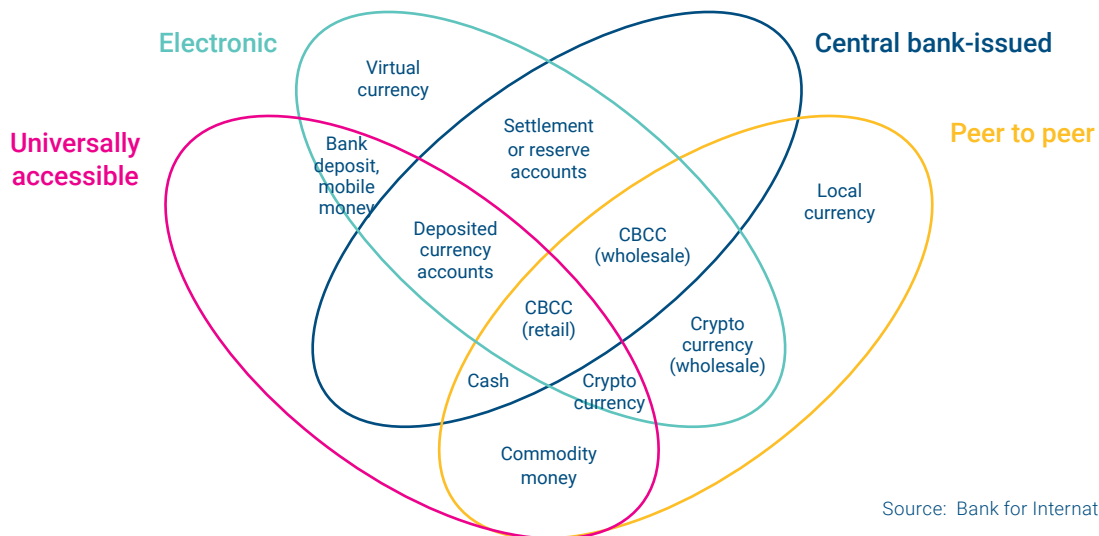 Electronic
Central bank-issued
Virtual
currency
Universally
accessible
Peer to peer
Settlement
or reserve
accounts
Bank
deposit,
mobile
money
Local
currency
Deposited
currency
accounts
CBCC
(wholesale)
CBCC
(retail)
Crypto
currency
(wholesale)
Cash
Crypto
currency
Commodity
money
Source: Bank for Internat